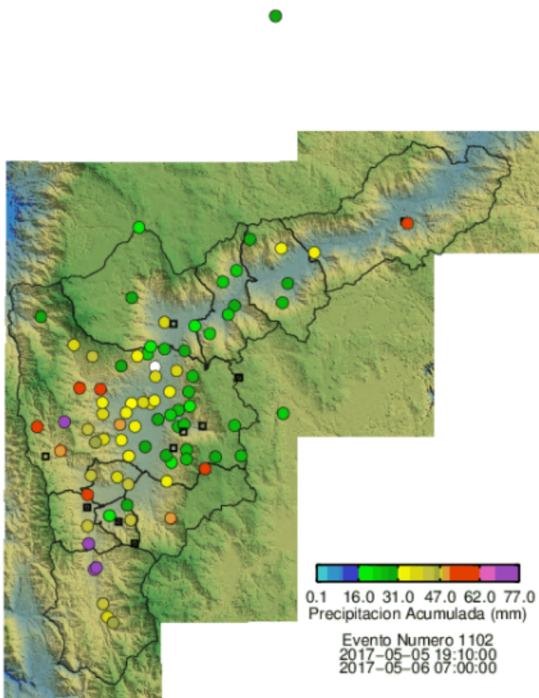 0.1 16.0 31.0 47.0 62.0 77.0
Precipitacion Acumulada (mm)
Evento Numero 1102
2017-05-05 19:10:00
2017-05-06 07:00:00